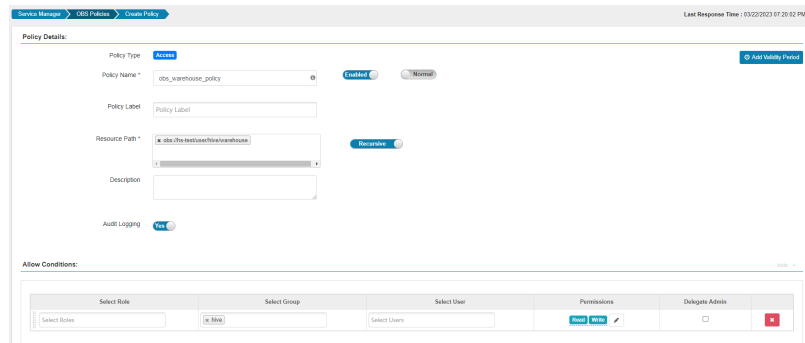 Service Manager OBS Policies Create Policy Last Response Time : 03/22/2023 07:20:02 PM
Policy Details:
Policy Type Access
Add Validity Period
Policy Name * obs_warehouse_policy Enabled Normal
Policy Label Policy Label
Resource Path * × obs://hs-test/user/hive/warehouse Recursive
Description
Audit Logging Yes
Allow Conditions: hide
Select Role Select Group Select User Permissions Delegate Admin
Select Roles × hive Select Users Read Write ×